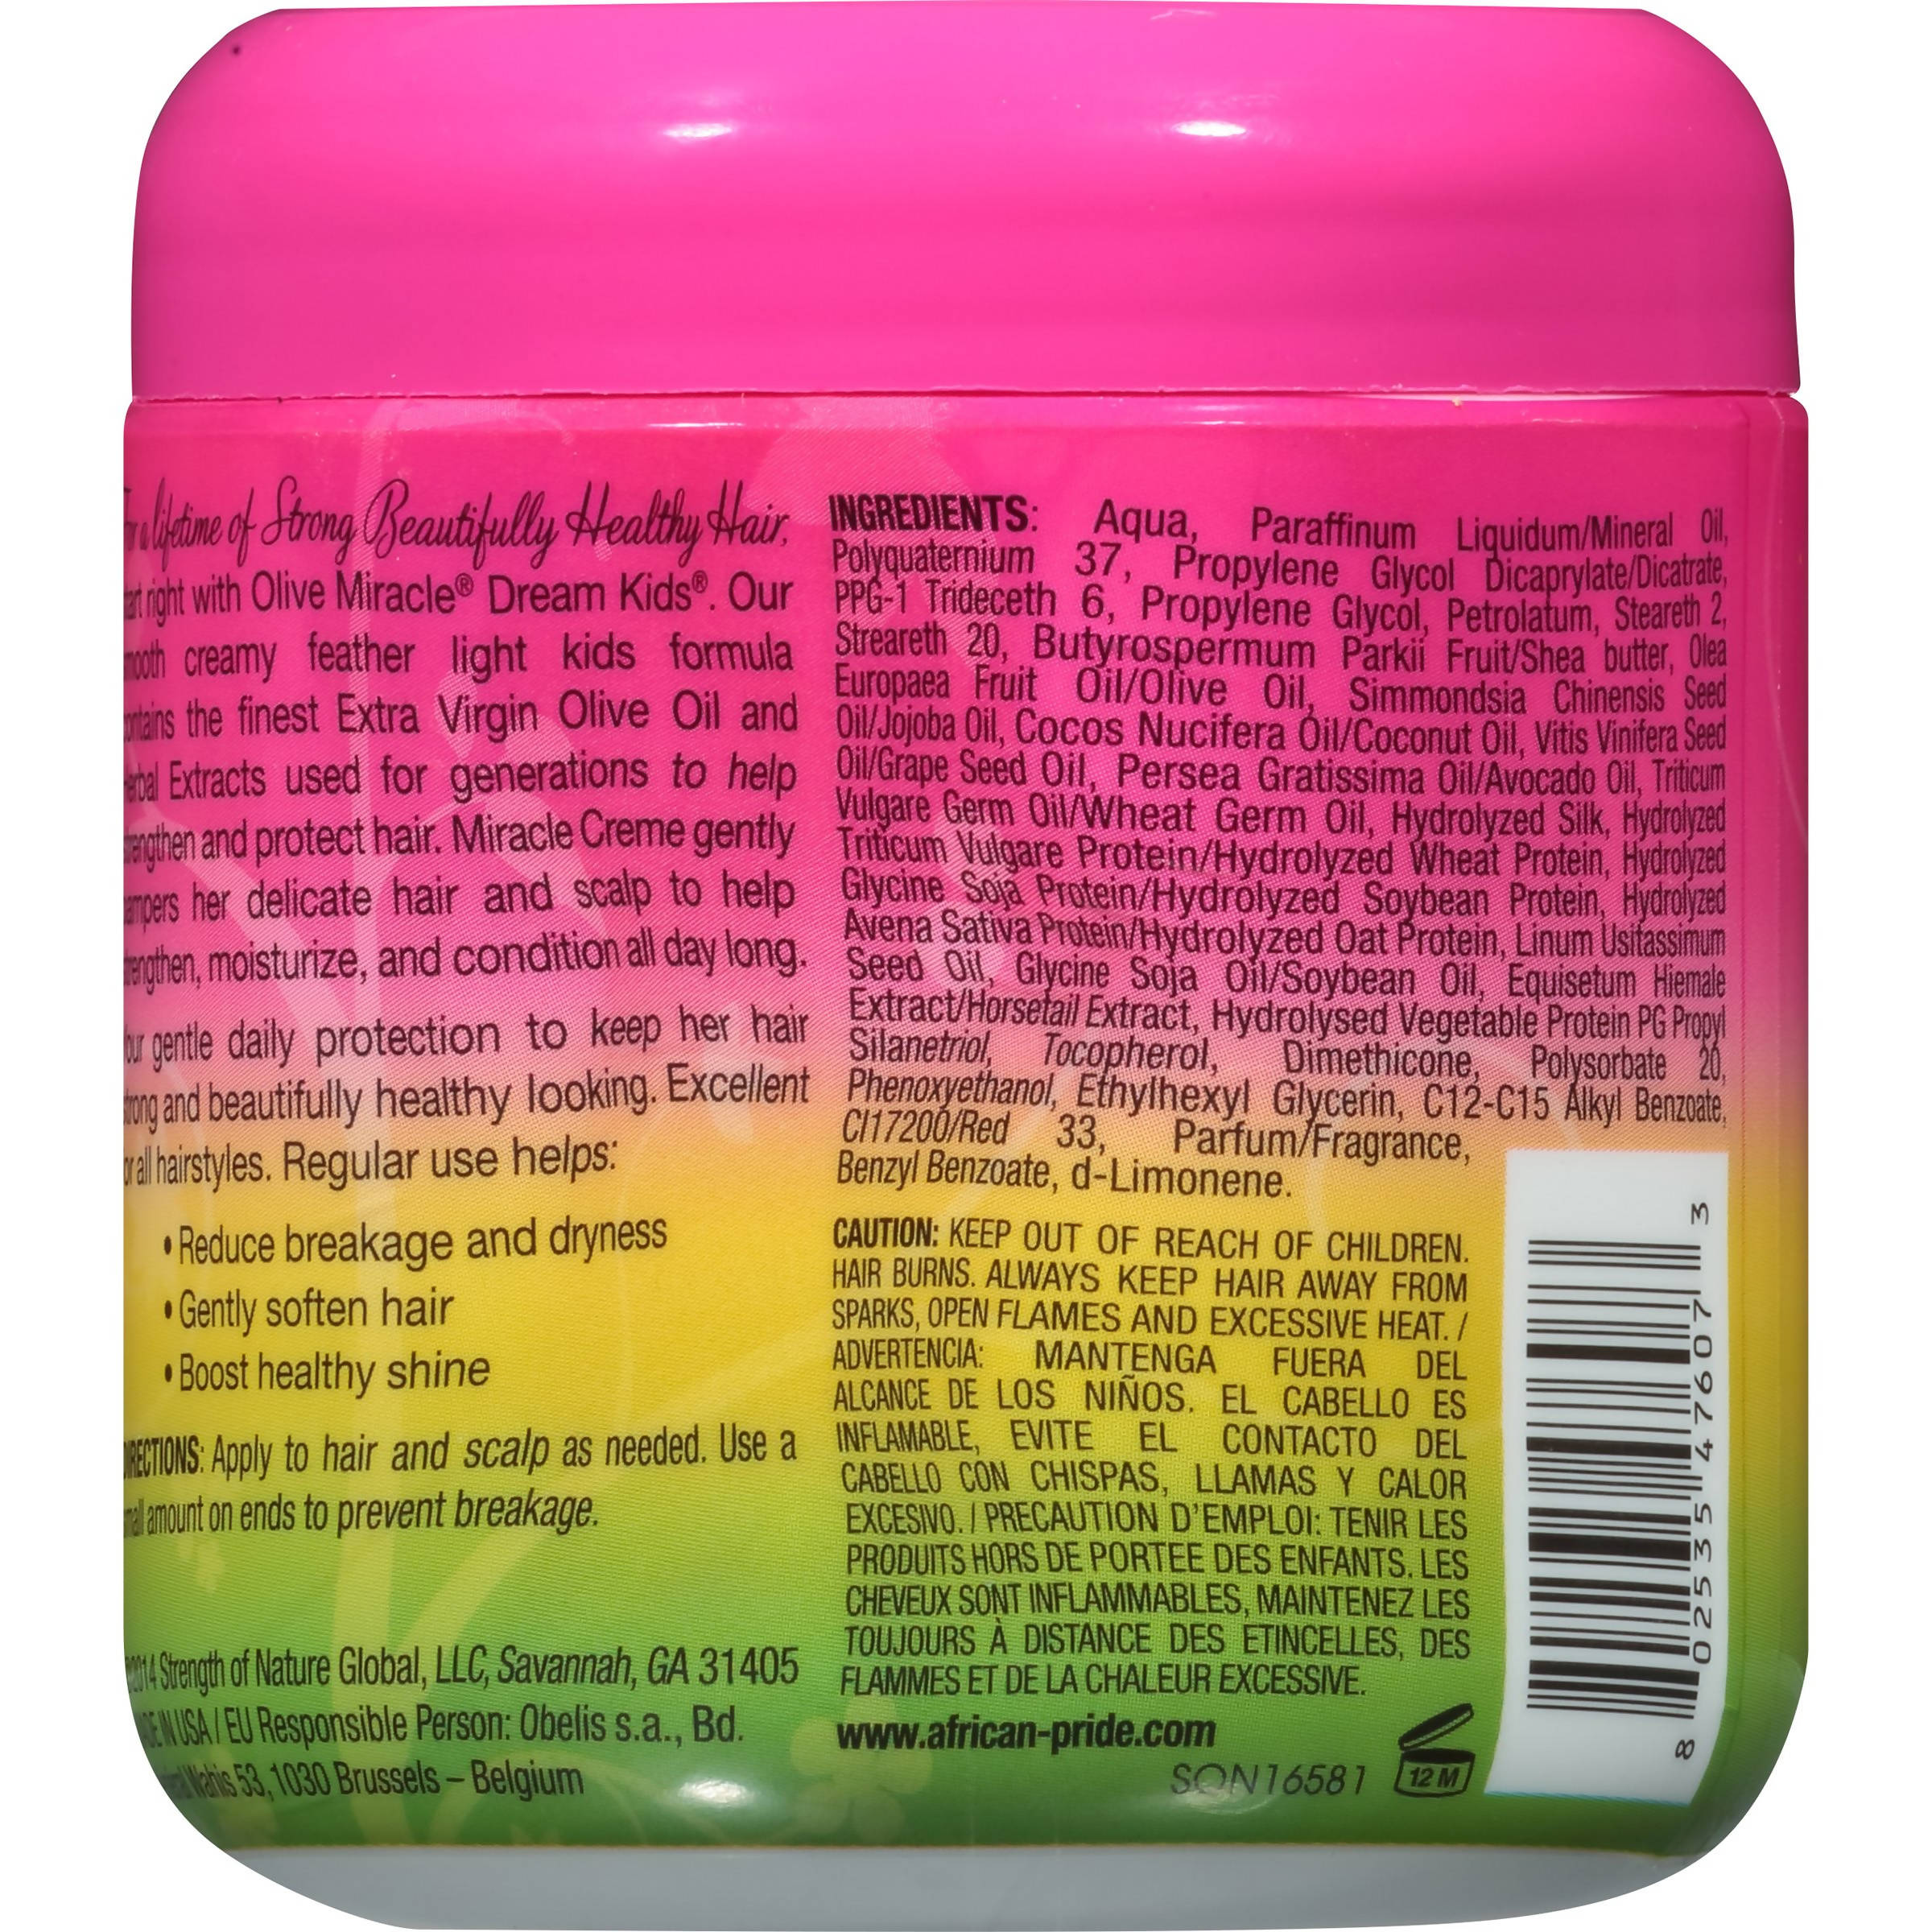 a lifetime of Strong Beautifully Healthy Hair,
right with Olive Miracle® Dream Kids®. Our
creamy feather light kids formula
the finest Extra Virgin Olive Oil and
Extracts used for generations to help
and protect hair. Miracle Creme gently
her delicate hair and scalp to help
moisturize, and condition all day long.
gentle daily protection to keep her hair
and beautifully healthy looking. Excellent
all hairstyles. Regular use helps:
• Reduce breakage and dryness
• Gently soften hair
• Boost healthy shine
DIRECTIONS: Apply to hair and scalp as needed. Use a
amount on ends to prevent breakage.
©2014 Strength of Nature Global, LLC, Savannah, GA 31405
IN USA / EU Responsible Person: Obelis s.a., Bd.
Wahis 53, 1030 Brussels – Belgium
INGREDIENTS: Aqua, Paraffinum Liquidum/Mineral Oil,
Polyquaternium 37, Propylene Glycol Dicaprylate/Dicatrate,
PPG-1 Trideceth 6, Propylene Glycol, Petrolatum, Steareth 2,
Streareth 20, Butyrospermum Parkii Fruit/Shea butter, Olea
Europaea Fruit Oil/Olive Oil, Simmondsia Chinensis Seed
Oil/Jojoba Oil, Cocos Nucifera Oil/Coconut Oil, Vitis Vinifera Seed
Oil/Grape Seed Oil, Persea Gratissima Oil/Avocado Oil, Triticum
Vulgare Germ Oil/Wheat Germ Oil, Hydrolyzed Silk, Hydrolyzed
Triticum Vulgare Protein/Hydrolyzed Wheat Protein, Hydrolyzed
Glycine Soja Protein/Hydrolyzed Soybean Protein, Hydrolyzed
Avena Sativa Protein/Hydrolyzed Oat Protein, Linum Usitassimum
Seed Oil, Glycine Soja Oil/Soybean Oil, Equisetum Hiemale
Extract/Horsetail Extract, Hydrolysed Vegetable Protein PG Propyl
Silanetriol, Tocopherol, Dimethicone, Polysorbate 20,
Phenoxyethanol, Ethylhexyl Glycerin, C12-C15 Alkyl Benzoate,
CI17200/Red 33, Parfum/Fragrance,
Benzyl Benzoate, d-Limonene.
CAUTION: KEEP OUT OF REACH OF CHILDREN.
HAIR BURNS. ALWAYS KEEP HAIR AWAY FROM
SPARKS, OPEN FLAMES AND EXCESSIVE HEAT. /
ADVERTENCIA: MANTENGA FUERA DEL
ALCANCE DE LOS NIÑOS. EL CABELLO ES
INFLAMABLE, EVITE EL CONTACTO DEL
CABELLO CON CHISPAS, LLAMAS Y CALOR
EXCESIVO. / PRECAUTION D'EMPLOI: TENIR LES
PRODUITS HORS DE PORTEE DES ENFANTS. LES
CHEVEUX SONT INFLAMMABLES, MAINTENEZ LES
TOUJOURS À DISTANCE DES ETINCELLES, DES
FLAMMES ET DE LA CHALEUR EXCESSIVE.
www.african-pride.com
SON16581
12 M
8 02535 47607 3